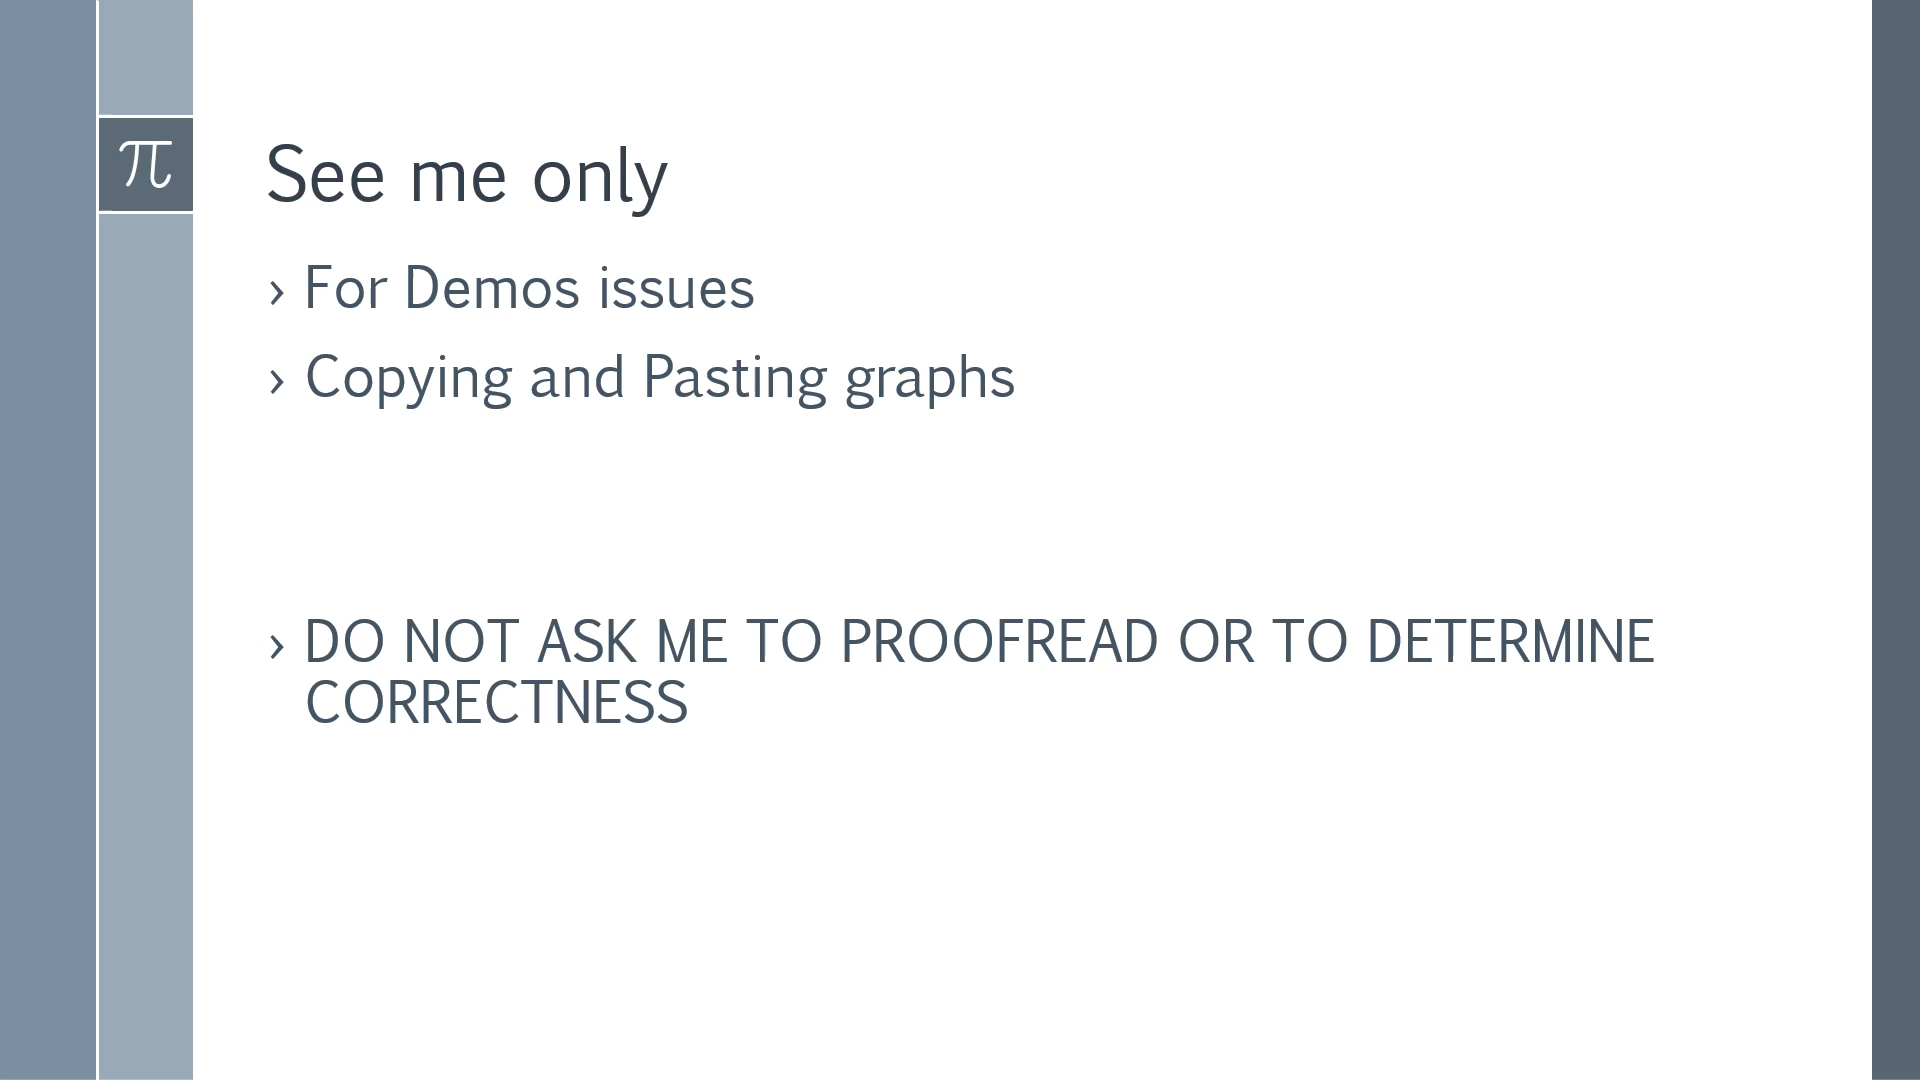 π
See me only
› For Demos issues
› Copying and Pasting graphs
› DO NOT ASK ME TO PROOFREAD OR TO DETERMINE
CORRECTNESS